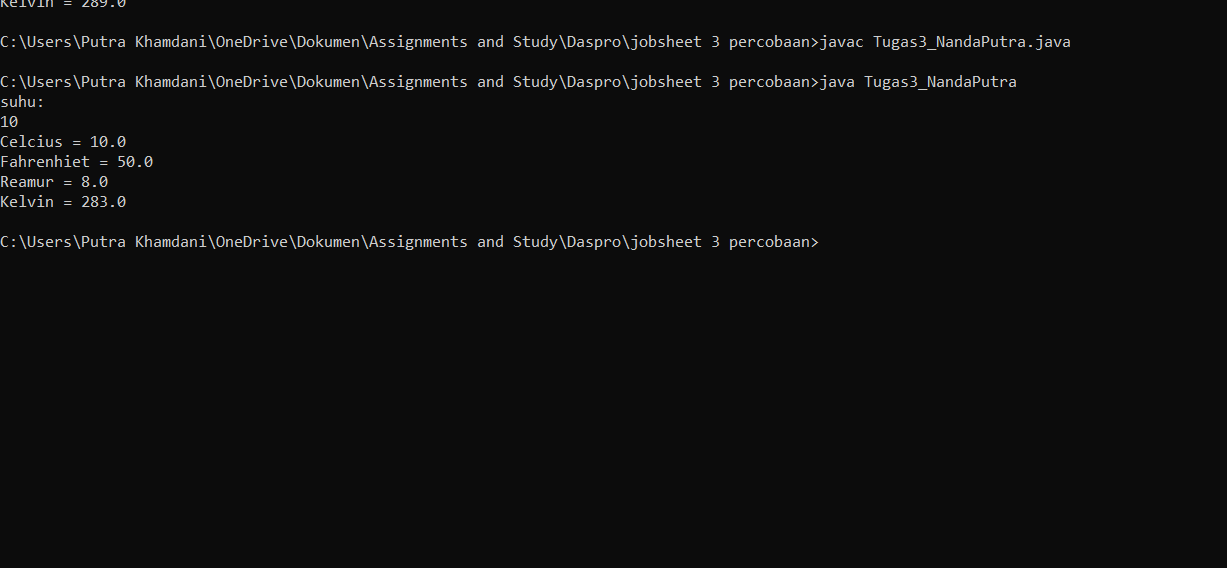 Kelvin = 289.0
C:\Users\Putra Khamdani\OneDrive\Dokumen\Assignments and Study\Daspro\jobsheet 3 percobaan>javac Tugas3_NandaPutra.java
C:\Users\Putra Khamdani\OneDrive\Dokumen\Assignments and Study\Daspro\jobsheet 3 percobaan>java Tugas3_NandaPutra
suhu:
10
Celcius = 10.0
Fahrenhiet = 50.0
Reamur = 8.0
Kelvin = 283.0
C:\Users\Putra Khamdani\OneDrive\Dokumen\Assignments and Study\Daspro\jobsheet 3 percobaan>